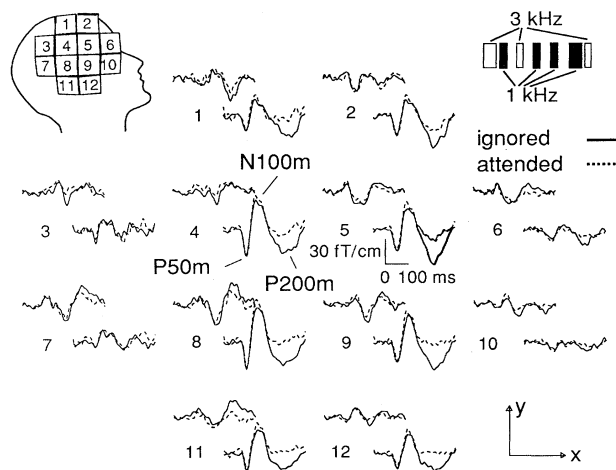 1 2
3 4 5 6
7 8 9 10
11 12
3 kHz
1 kHz
ignored
attended
1
2
N100m
3
4
5
6
30 fT/cm
0 100 ms
P50m
P200m
7
8
9
10
11
12
y
x